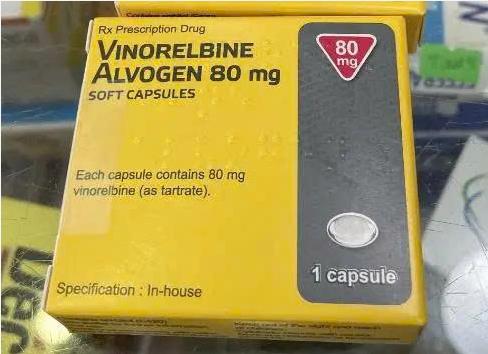 Rx Prescription Drug
VINORELBINE
ALVOGEN 80 mg
SOFT CAPSULES
80
mg
Each capsule contains 80 mg
vinorelbine (as tartrate).
1 capsule
Specification : In-house